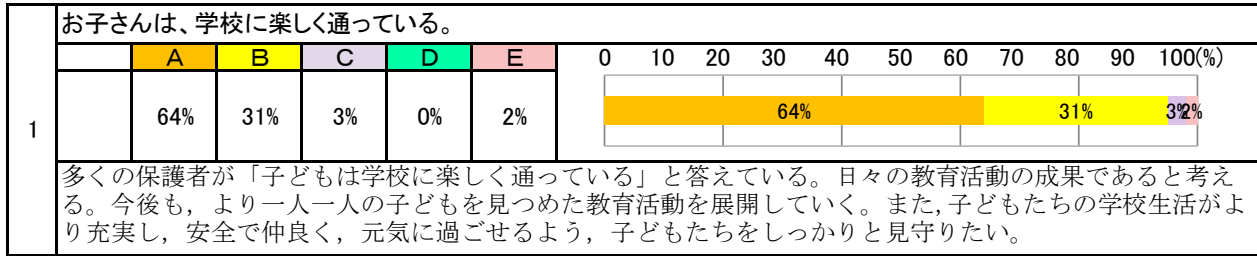 お子さんは、学校に楽しく通っている。
A B C D E
0 10 20 30 40 50 60 70 80 90 100(%)
1
64% 31% 3% 0% 2%
64% 31% 3% 2%
多くの保護者が「子どもは学校に楽しく通っている」と答えている。日々の教育活動の成果であると考え
る。今後も，より一人一人の子どもを見つめた教育活動を展開していく。また,子どもたちの学校生活がよ
り充実し，安全で仲良く，元気に過ごせるよう，子どもたちをしっかりと見守りたい。